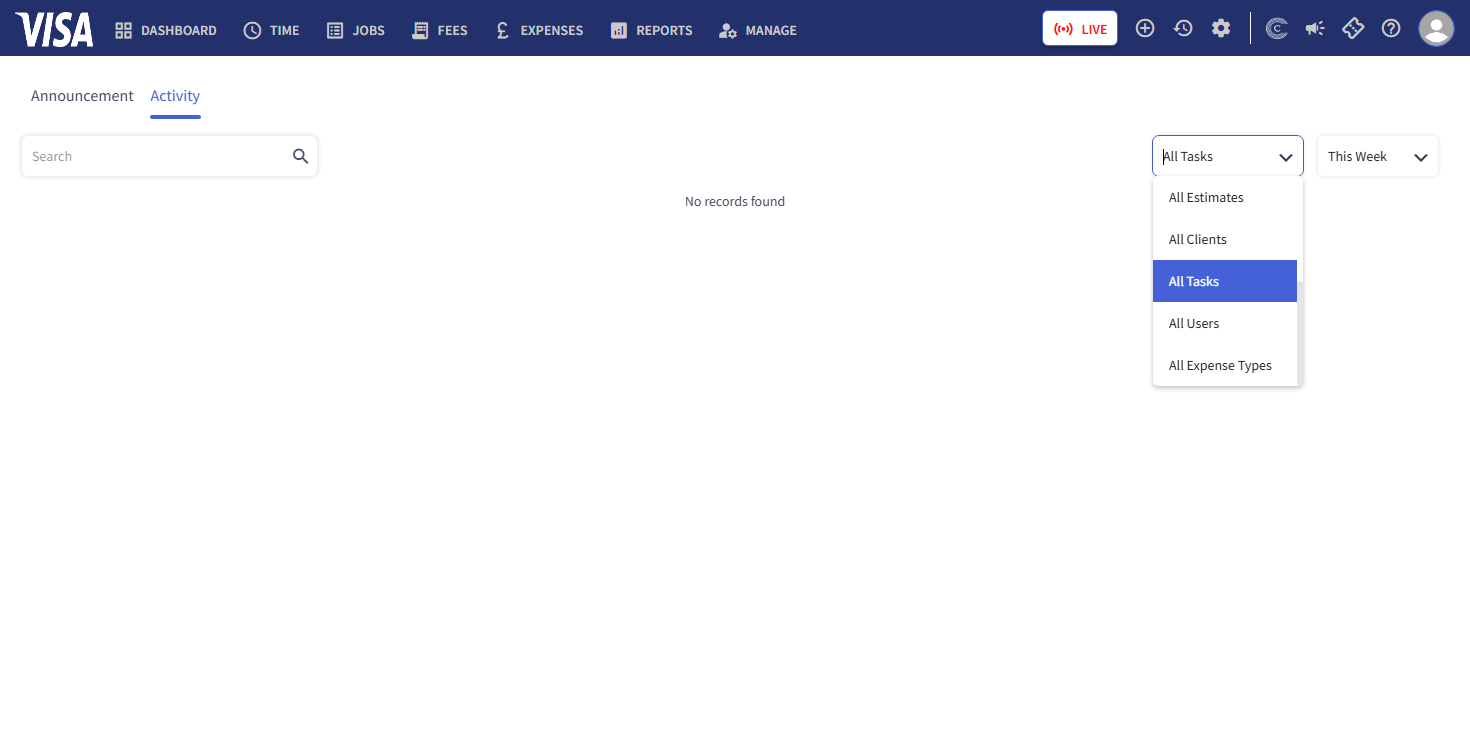 VISA DASHBOARD TIME JOBS FEES £ EXPENSES REPORTS MANAGE LIVE
Announcement Activity
Search All Tasks This Week
No records found
All Estimates
All Clients
All Tasks
All Users
All Expense Types